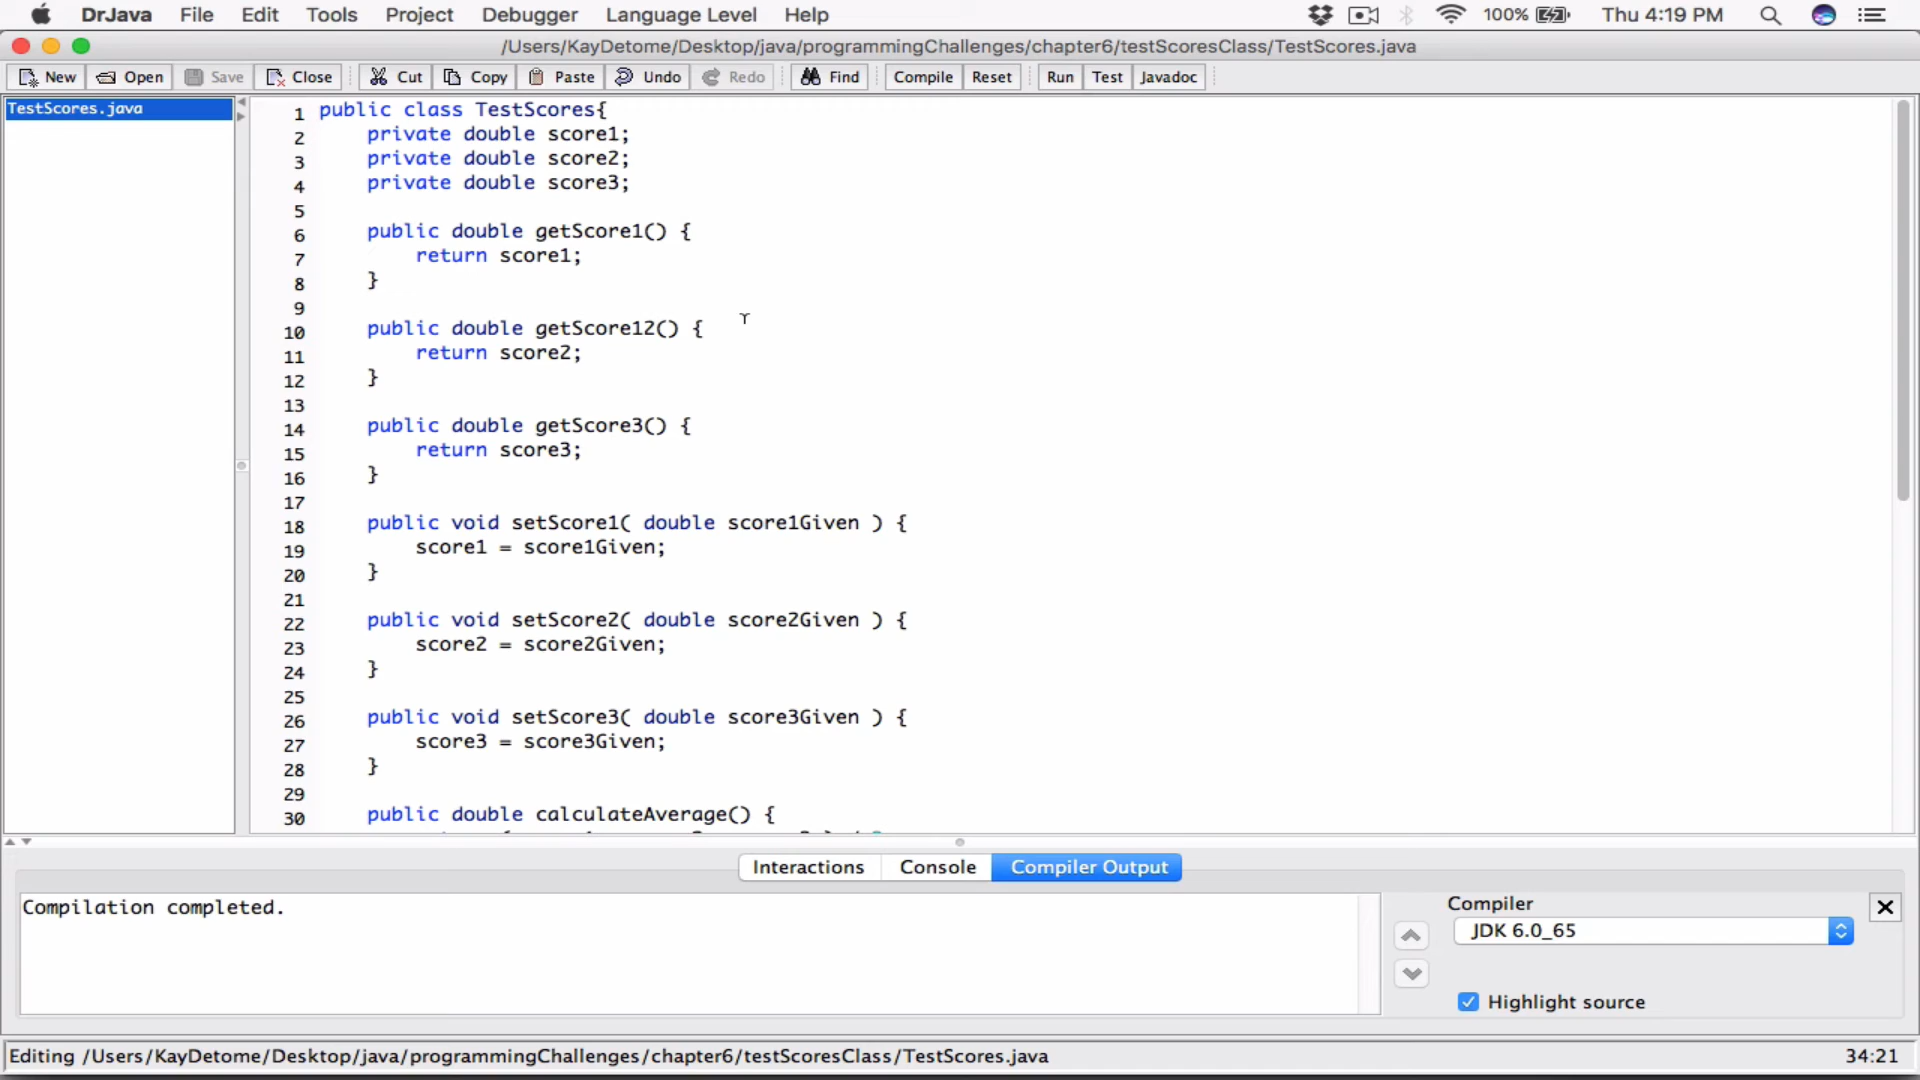 DrJava File Edit Tools Project Debugger Language Level Help 100% Thu 4:19 PM
/Users/KayDetome/Desktop/java/programmingChallenges/chapter6/testScoresClass/TestScores.java
New Open Save Close Cut Copy Paste Undo Redo Find Compile Reset Run Test Javadoc
TestScores.java
1 public class TestScores{
2 private double score1;
3 private double score2;
4 private double score3;
5
6 public double getScore1() {
7 return score1;
8 }
9
10 public double getScore12() {
11 return score2;
12 }
13
14 public double getScore3() {
15 return score3;
16 }
17
18 public void setScore1( double score1Given ) {
19 score1 = score1Given;
20 }
21
22 public void setScore2( double score2Given ) {
23 score2 = score2Given;
24 }
25
26 public void setScore3( double score3Given ) {
27 score3 = score3Given;
28 }
29
30 public double calculateAverage() {
Interactions Console Compiler Output
Compilation completed.
Compiler
JDK 6.0_65
Highlight source
Editing /Users/KayDetome/Desktop/java/programmingChallenges/chapter6/testScoresClass/TestScores.java 34:21